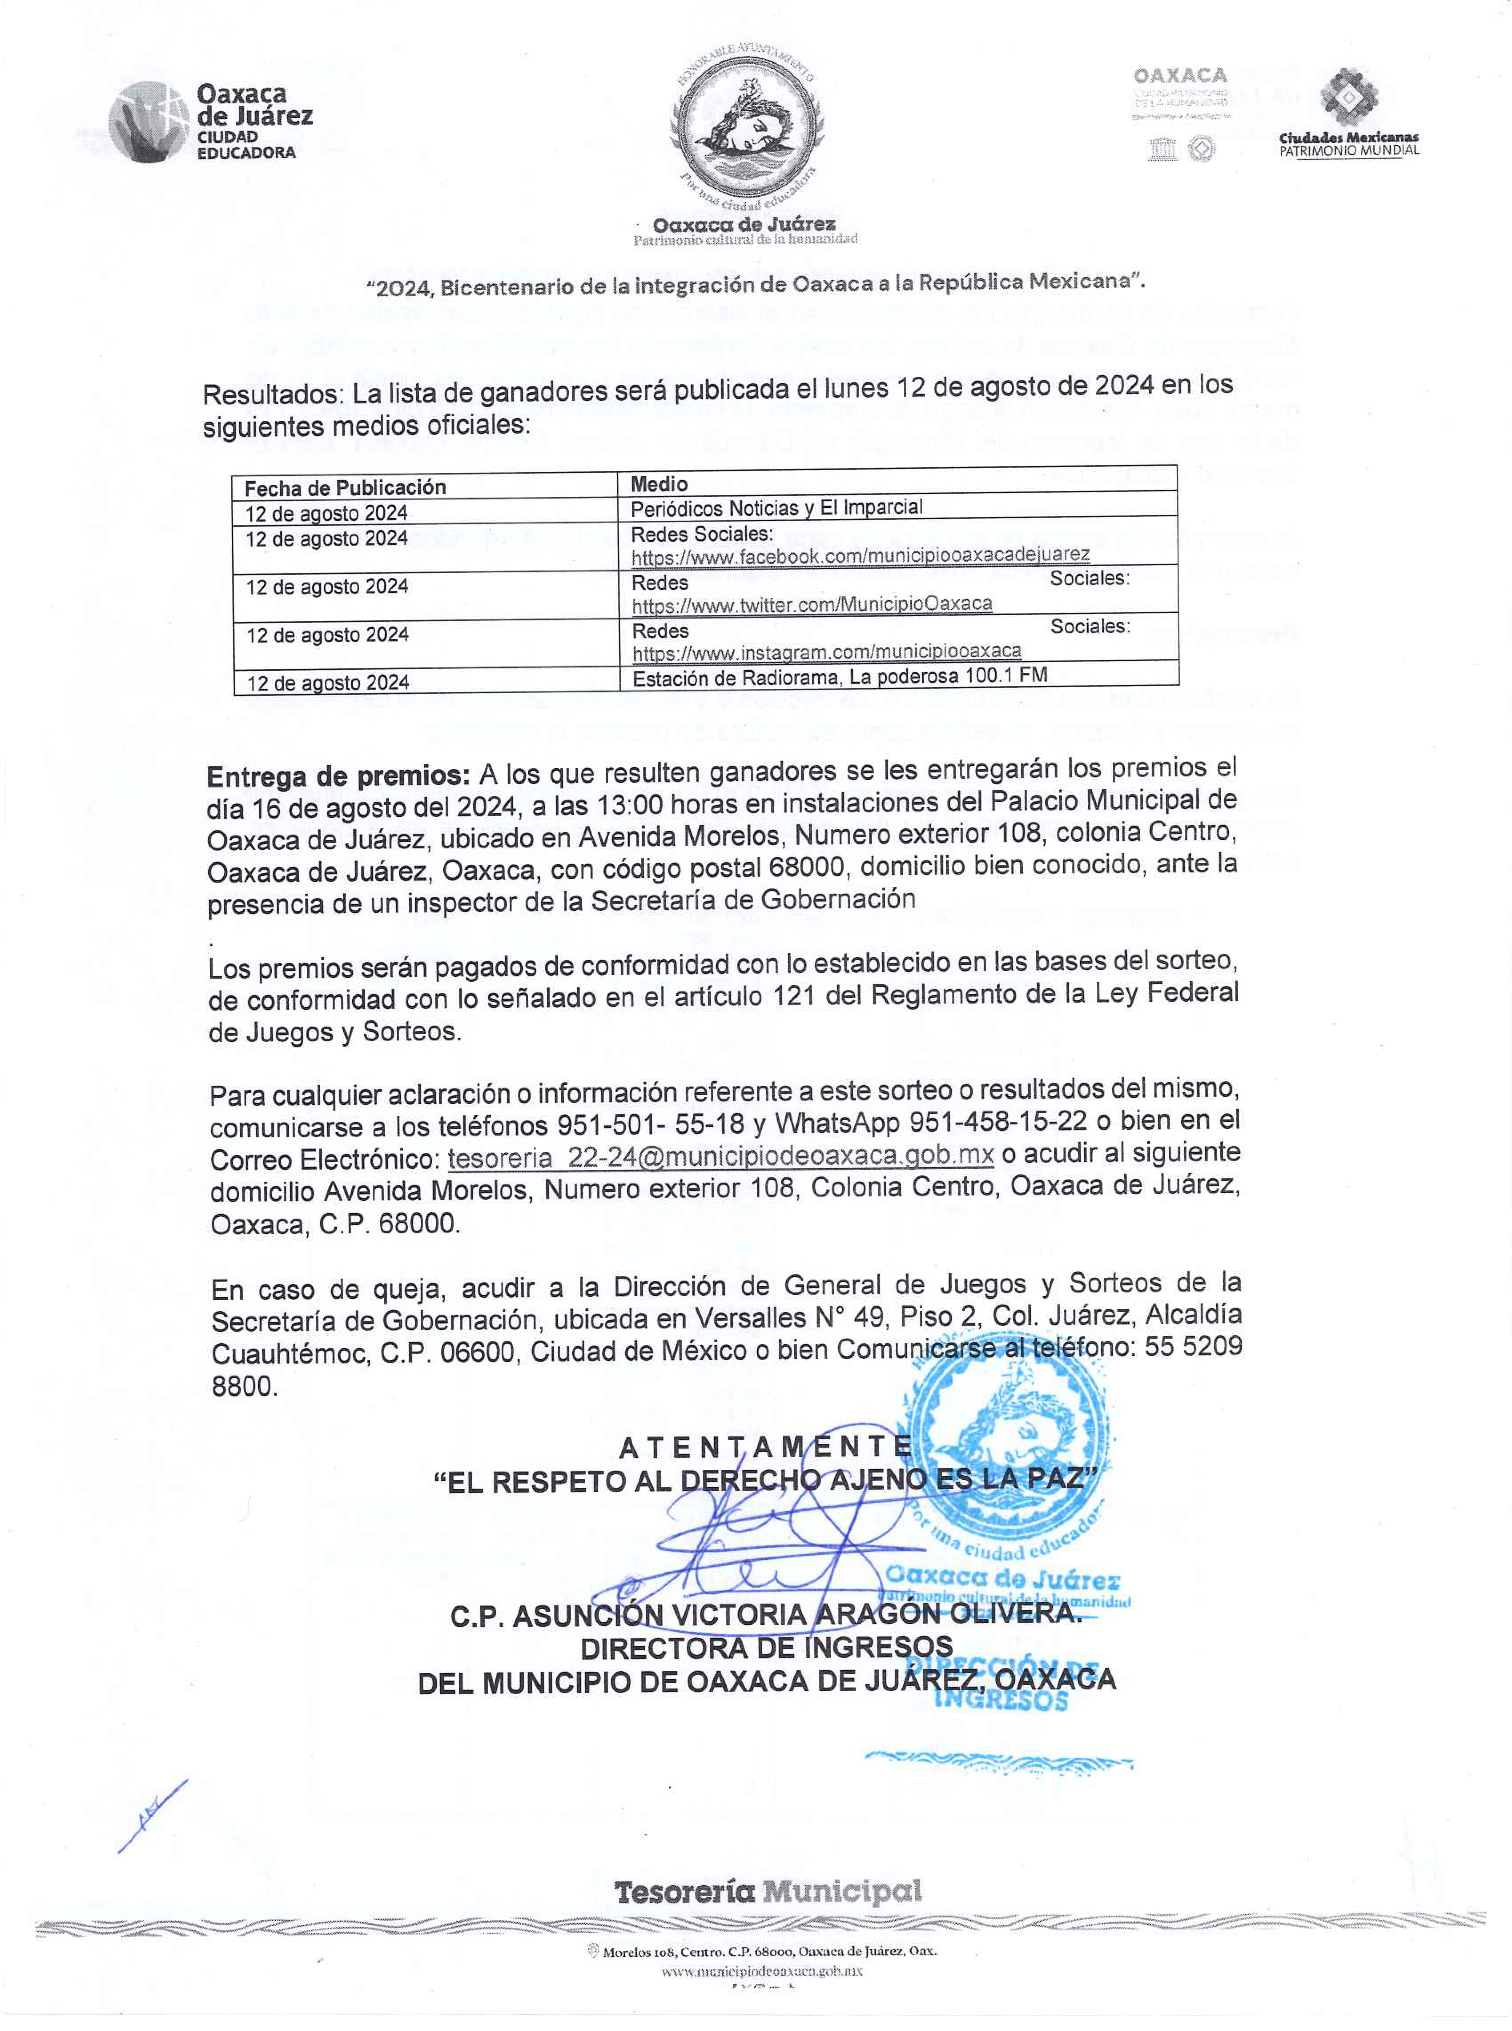 Oaxaca
de Juárez
CIUDAD
EDUCADORA
HONORABLE AYUNTAMIENTO
Por una ciudad educadora
Oaxaca de Juárez
Patrimonio cultural de la humanidad
OAXACA
Ciudades Mexicanas
PATRIMONIO MUNDIAL
“2024, Bicentenario de la integración de Oaxaca a la República Mexicana”.
Resultados: La lista de ganadores será publicada el lunes 12 de agosto de 2024 en los
siguientes medios oficiales:
Fecha de Publicación Medio
12 de agosto 2024 Periódicos Noticias y El Imparcial
12 de agosto 2024 Redes Sociales:
https://www.facebook.com/municipiooaxacadejuarez
12 de agosto 2024 Redes Sociales:
https://www.twitter.com/MunicipioOaxaca
12 de agosto 2024 Redes Sociales:
https://www.instagram.com/municipiooaxaca
12 de agosto 2024 Estación de Radiorama, La poderosa 100.1 FM
Entrega de premios: A los que resulten ganadores se les entregarán los premios el
día 16 de agosto del 2024, a las 13:00 horas en instalaciones del Palacio Municipal de
Oaxaca de Juárez, ubicado en Avenida Morelos, Numero exterior 108, colonia Centro,
Oaxaca de Juárez, Oaxaca, con código postal 68000, domicilio bien conocido, ante la
presencia de un inspector de la Secretaría de Gobernación
.
Los premios serán pagados de conformidad con lo establecido en las bases del sorteo,
de conformidad con lo señalado en el artículo 121 del Reglamento de la Ley Federal
de Juegos y Sorteos.
Para cualquier aclaración o información referente a este sorteo o resultados del mismo,
comunicarse a los teléfonos 951-501- 55-18 y WhatsApp 951-458-15-22 o bien en el
Correo Electrónico: tesoreria_22-24@municipiodeoaxaca.gob.mx o acudir al siguiente
domicilio Avenida Morelos, Numero exterior 108, Colonia Centro, Oaxaca de Juárez,
Oaxaca, C.P. 68000.
En caso de queja, acudir a la Dirección de General de Juegos y Sorteos de la
Secretaría de Gobernación, ubicada en Versalles N° 49, Piso 2, Col. Juárez, Alcaldía
Cuauhtémoc, C.P. 06600, Ciudad de México o bien Comunicarse al teléfono: 55 5209
8800.
A T E N T A M E N T E
“EL RESPETO AL DERECHO AJENO ES LA PAZ”
Por una ciudad educadora
Oaxaca de Juárez
Patrimonio cultural de la humanidad
C.P. ASUNCIÓN VICTORIA ARAGÓN OLIVERA.
DIRECTORA DE INGRESOS
DEL MUNICIPIO DE OAXACA DE JUÁREZ, OAXACA
DIRECCIÓN DE
INGRESOS
Tesorería Municipal
Morelos 108, Centro. C.P. 68000, Oaxaca de Juárez, Oax.
www.municipiodeoaxaca.gob.mx